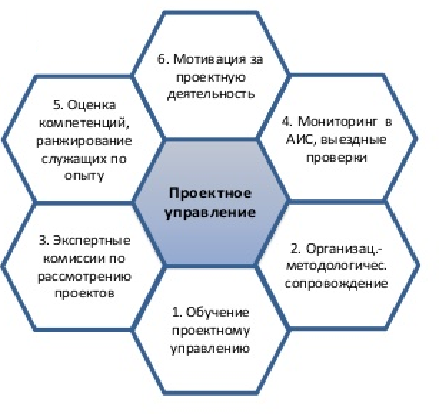 6. Мотивация за
проектную
деятельность
5. Оценка
компетенций,
ранжирование
служащих по
опыту
4. Мониторинг в
АИС, выездные
проверки
Проектное
управление
3. Экспертные
комиссии по
рассмотрению
проектов
2. Организац.-
методологичес.
сопровождение
1. Обучение
проектному
управлению